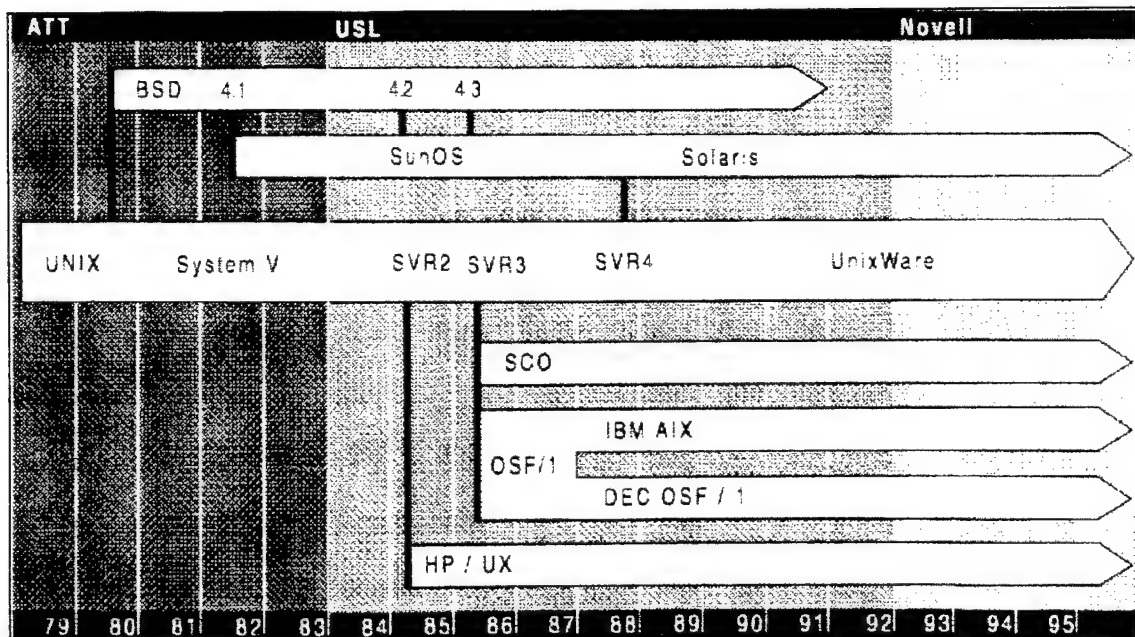 ATT USL Novell
BSD 4.1 4.2 4.3
SunOS Solaris
UNIX System V SVR2 SVR3 SVR4 UnixWare
SCO
IBM AIX
OSF/1
DEC OSF / 1
HP / UX
79 80 81 82 83 84 85 86 87 88 89 90 91 92 93 94 95